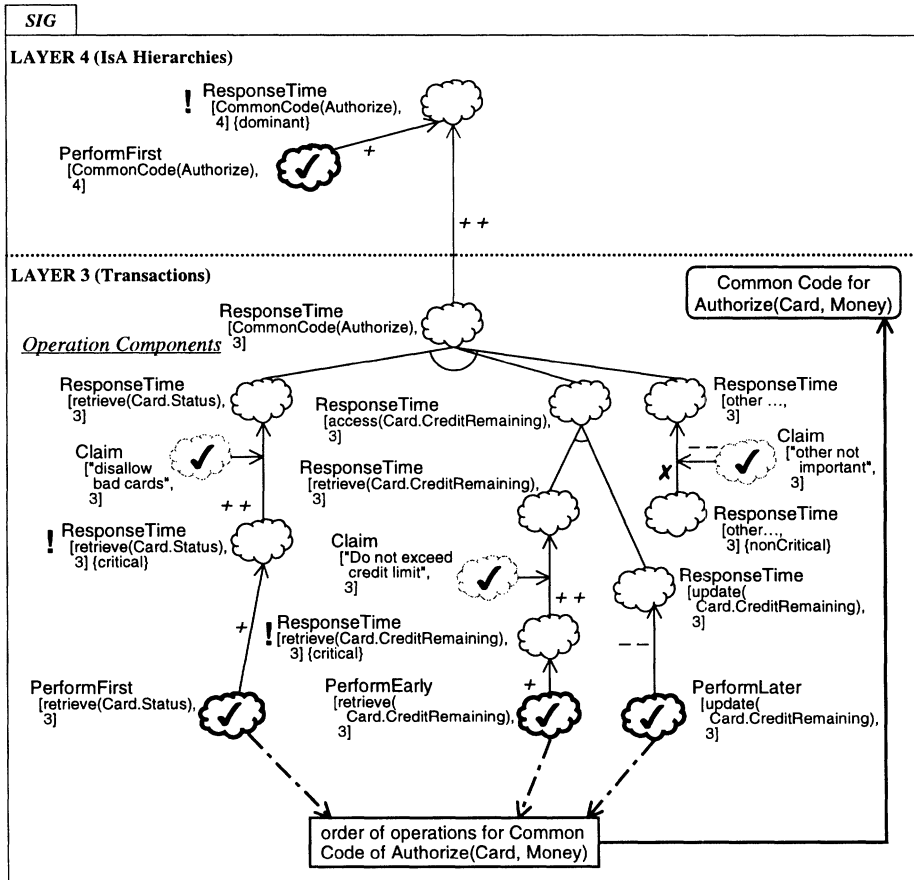 SIG
LAYER 4 (IsA Hierarchies)
! ResponseTime
[CommonCode(Authorize),
4] {dominant}
PerformFirst
[CommonCode(Authorize),
4]
+
++
LAYER 3 (Transactions)
Common Code for
Authorize(Card, Money)
ResponseTime
[CommonCode(Authorize),
3]
Operation Components
ResponseTime
[retrieve(Card.Status),
3]
ResponseTime
[access(Card.CreditRemaining),
3]
ResponseTime
[other ...,
3]
Claim
["disallow
bad cards",
3]
++
ResponseTime
[retrieve(Card.CreditRemaining),
3]
– –
Claim
["other not
important",
3]
✗
! ResponseTime
[retrieve(Card.Status),
3] {critical}
Claim
["Do not exceed
credit limit",
3]
++
ResponseTime
[other...,
3] {nonCritical}
ResponseTime
[update(
Card.CreditRemaining),
3]
+
! ResponseTime
[retrieve(Card.CreditRemaining),
3] {critical}
– –
PerformFirst
[retrieve(Card.Status),
3]
+
PerformEarly
[retrieve(
Card.CreditRemaining),
3]
PerformLater
[update(
Card.CreditRemaining),
3]
order of operations for Common
Code of Authorize(Card, Money)